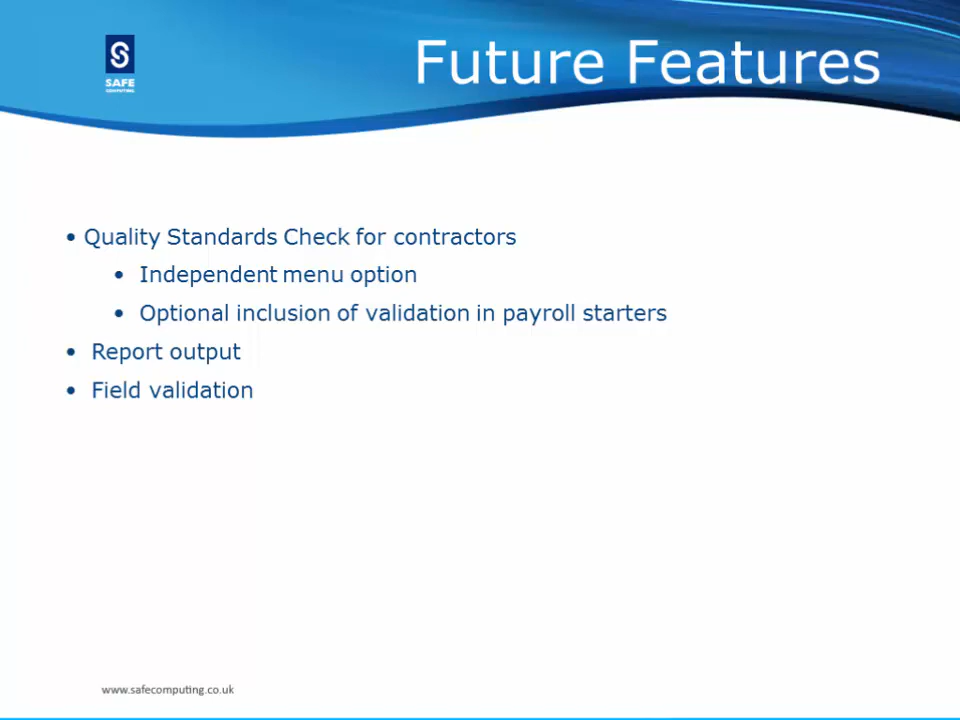 SAFE
COMPUTING
Future Features
• Quality Standards Check for contractors
• Independent menu option
• Optional inclusion of validation in payroll starters
• Report output
• Field validation
www.safecomputing.co.uk